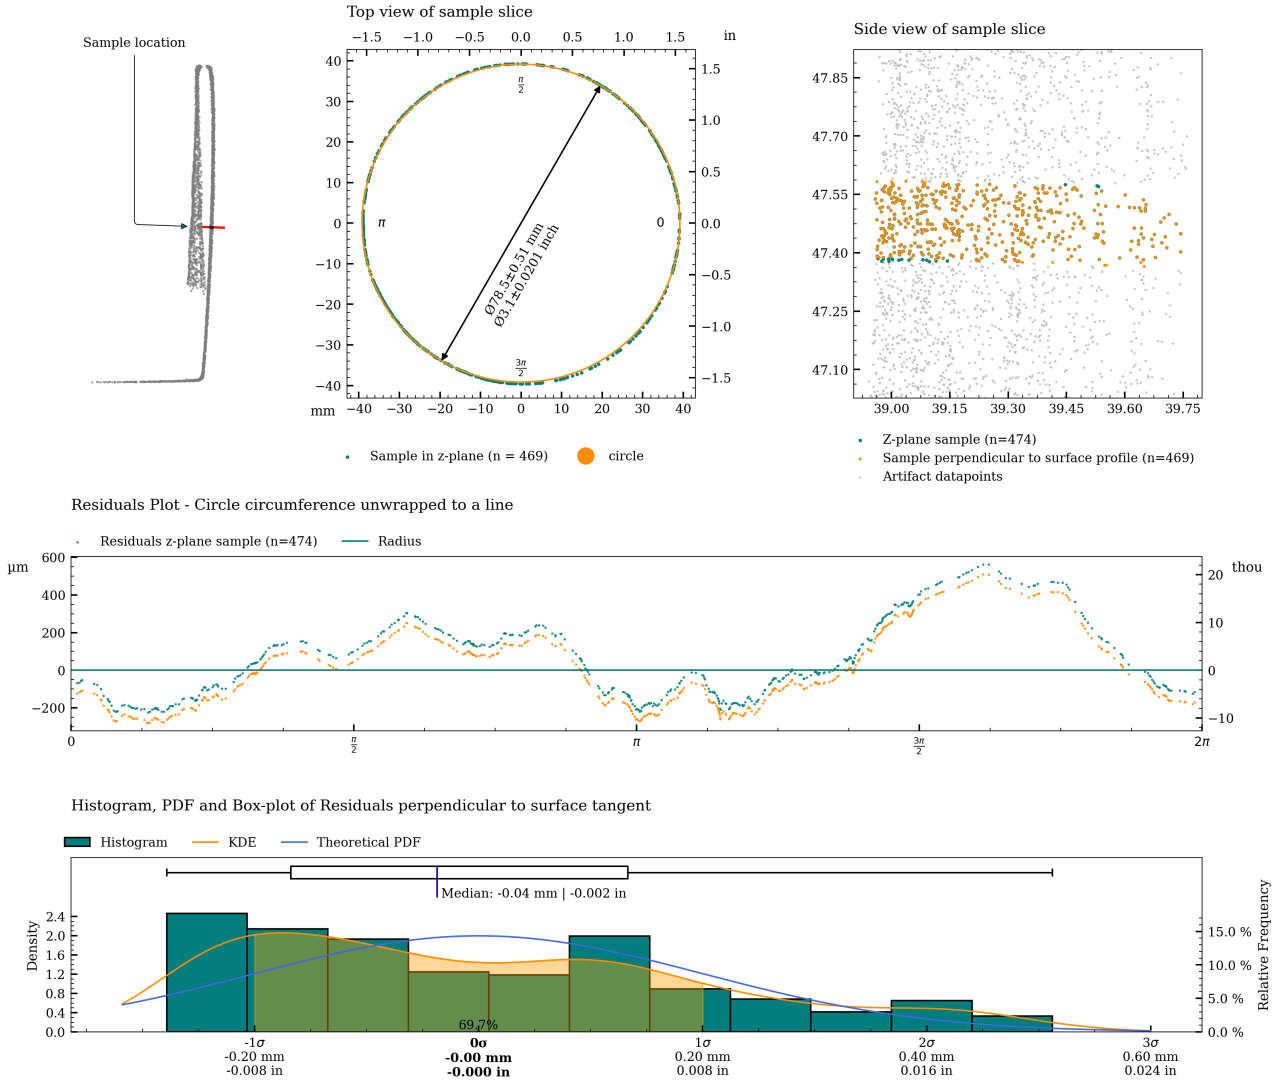 Top view of sample slice
Side view of sample slice
Sample location
−1.5 −1.0 −0.5 0.0 0.5 1.0 1.5 in
40
30
20
10
0
−10
−20
−30
−40
mm −40 −30 −20 −10 0 10 20 30 40
1.5
1.0
0.5
0.0
−0.5
−1.0
−1.5
π/2
π
0
3π/2
Ø78.5±0.51 mm
Ø3.1±0.0201 inch
Sample in z-plane (n = 469) circle
47.85
47.70
47.55
47.40
47.25
47.10
39.00 39.15 39.30 39.45 39.60 39.75
Z-plane sample (n=474)
Sample perpendicular to surface profile (n=469)
Artifact datapoints
Residuals Plot - Circle circumference unwrapped to a line
Residuals z-plane sample (n=474) Radius
µm
600
400
200
0
−200
thou
20
10
0
−10
0 π/2 π 3π/2 2π
Histogram, PDF and Box-plot of Residuals perpendicular to surface tangent
Histogram KDE Theoretical PDF
Median: -0.04 mm | -0.002 in
Density
2.4
2.0
1.6
1.2
0.8
0.4
0.0
Relative Frequency
15.0 %
10.0 %
5.0 %
0.0 %
69.7%
-1σ 0σ 1σ 2σ 3σ
-0.20 mm -0.00 mm 0.20 mm 0.40 mm 0.60 mm
-0.008 in -0.000 in 0.008 in 0.016 in 0.024 in